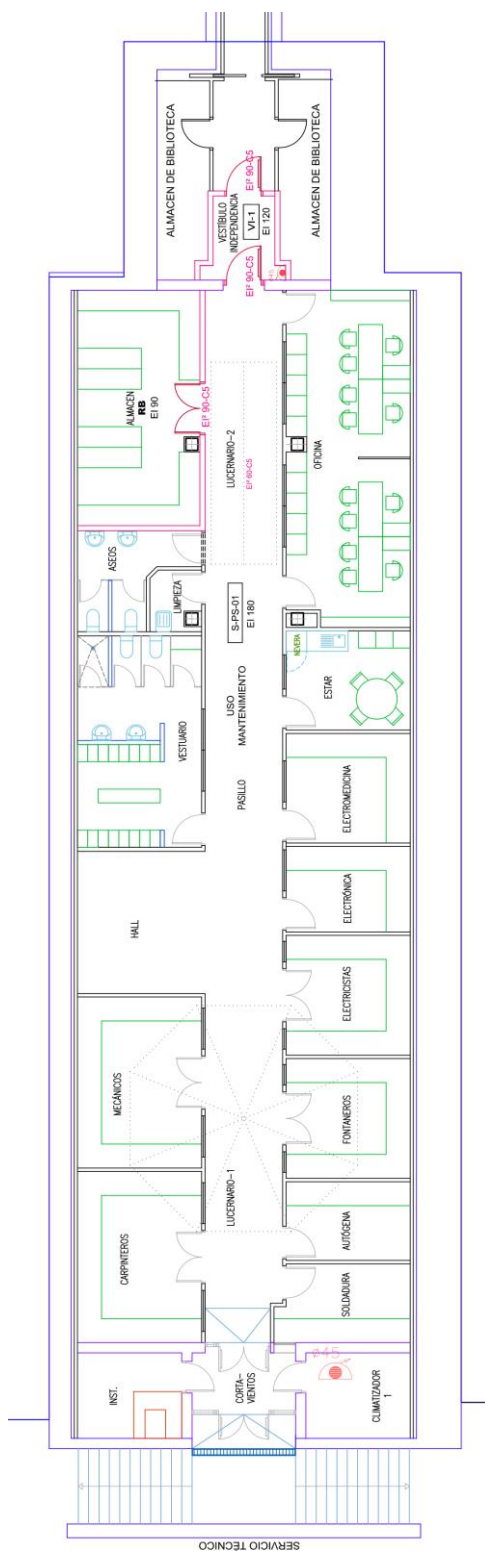 ALMACEN DE BIBLIOTECA
ALMACEN DE BIBLIOTECA
VESTÍBULO
INDEPENDENCIA
VI-1
EI 120
EI² 90-C5
EI² 90-C5
ALMACEN
RB
EI 90
EI² 90-C5
LUCERNARIO-2
EI² 60-C5
OFICINA
ASEOS
LIMPIEZA
S-PS-01
EI 180
USO
MANTENIMIENTO
NEVERA
ESTAR
VESTUARIO
PASILLO
ELECTROMEDICINA
HALL
ELECTRÓNICA
ELECTRICISTAS
MECÁNICOS
FONTANEROS
LUCERNARIO-1
CARPINTEROS
AUTÓGENA
SOLDADURA
INST.
CORTA-
VIENTOS
Ø45
CLIMATIZADOR
1
SERVICIO TÉCNICO